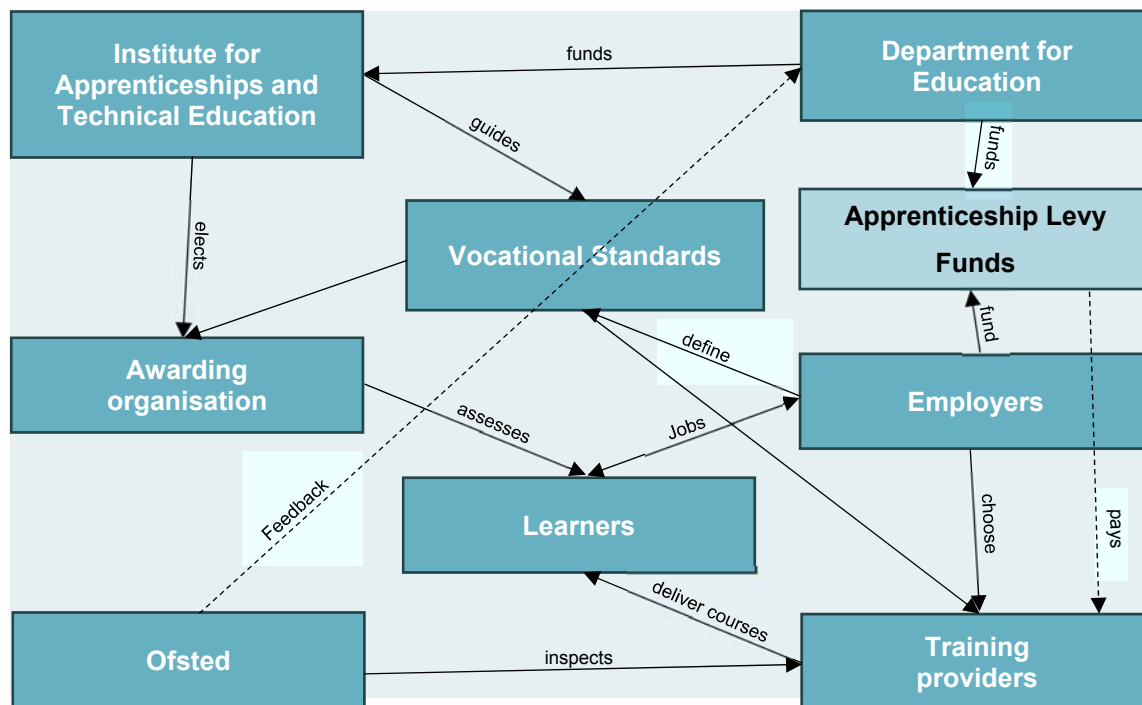 Institute for
Apprenticeships and
Technical Education
funds
Department for
Education
guides
funds
elects
Vocational Standards
Apprenticeship Levy
Funds
fund
define
Awarding
organisation
assesses
Jobs
Employers
Feedback
Learners
choose
pays
deliver courses
Ofsted
inspects
Training
providers